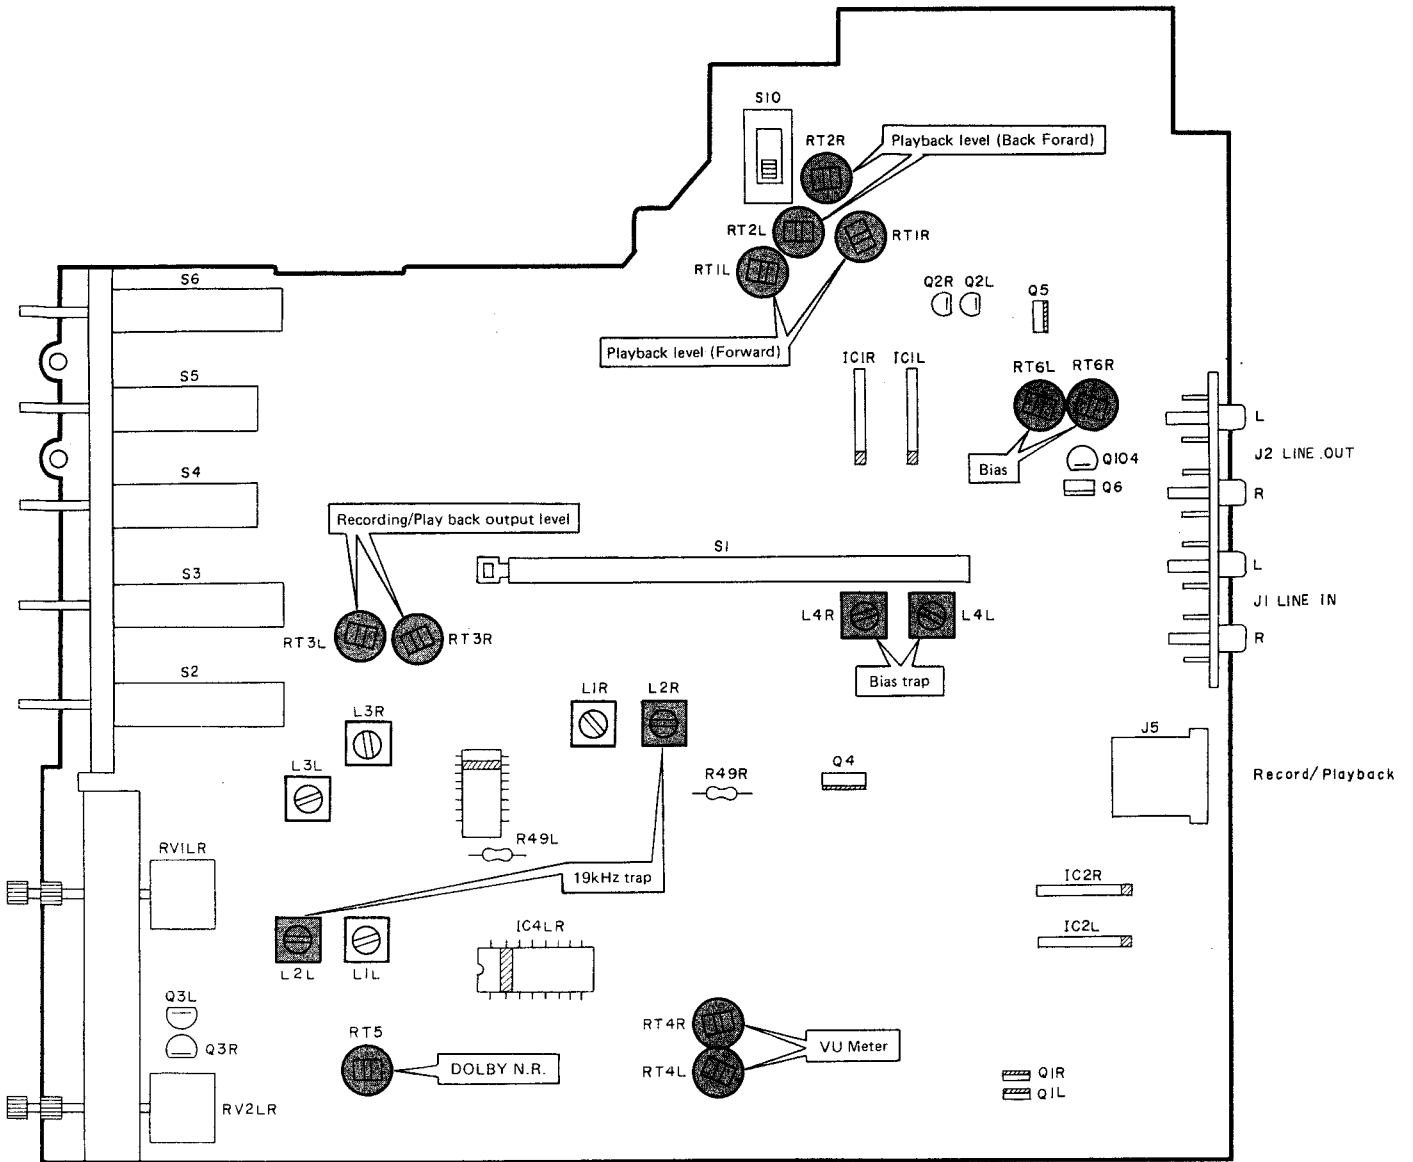 S10
RT2R
Playback level (Back Forard)
RT2L
RT1R
RT1L
S6
Q2R
Q2L
Q5
Playback level (Forward)
IC1R
IC1L
RT6L
RT6R
S5
L
J2 LINE OUT
Bias
Q104
Q6
S4
R
Recording/Play back output level
S1
L
S3
J1 LINE IN
L4R
L4L
R
RT3L
RT3R
Bias trap
S2
L1R
L2R
L3R
J5
L3L
R49R
Q4
Record/Playback
R49L
RV1LR
19kHz trap
IC2R
IC4LR
IC2L
L2L
L1L
Q3L
RT5
RT4R
Q3R
VU Meter
DOLBY N.R.
RT4L
Q1R
Q1L
RV2LR